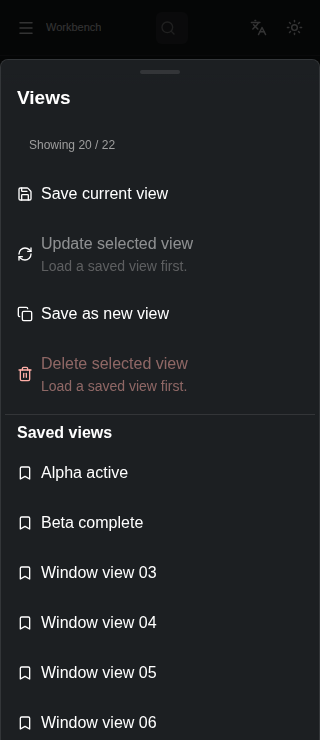 Workbench
Views
Showing 20 / 22
Save current view
Update selected view
Load a saved view first.
Save as new view
Delete selected view
Load a saved view first.
Saved views
Alpha active
Beta complete
Window view 03
Window view 04
Window view 05
Window view 06